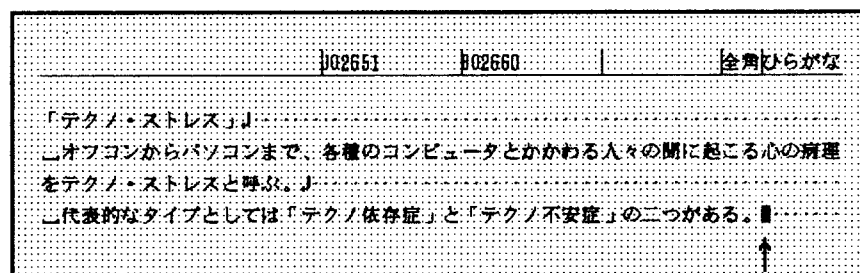 J02651 B02660 全角ひらがな
「テクノ・ストレス」
オフコンからパソコンまで、各種のコンピュータとかかわる人々の間に起こる心の病理
をテクノ・ストレスと呼ぶ。
代表的なタイプとしては「テクノ依存症」と「テクノ不安症」の二つがある。